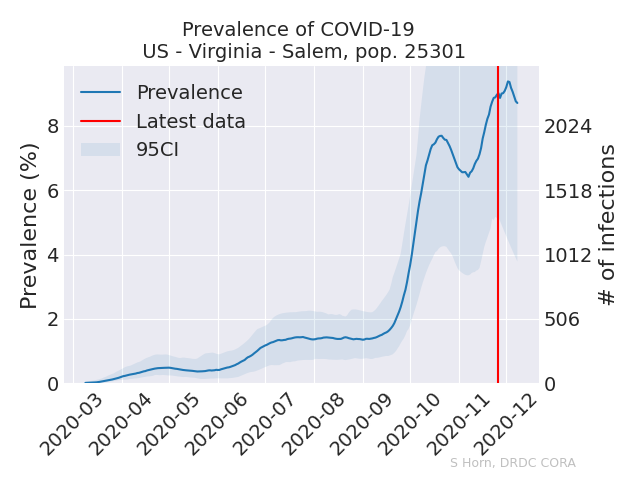 Prevalence of COVID-19
US - Virginia - Salem, pop. 25301
Prevalence
Latest data
95CI
Prevalence (%)
8
6
4
2
0
2024
1518
1012
506
0
# of infections
2020-03
2020-04
2020-05
2020-06
2020-07
2020-08
2020-09
2020-10
2020-11
2020-12
S Horn, DRDC CORA